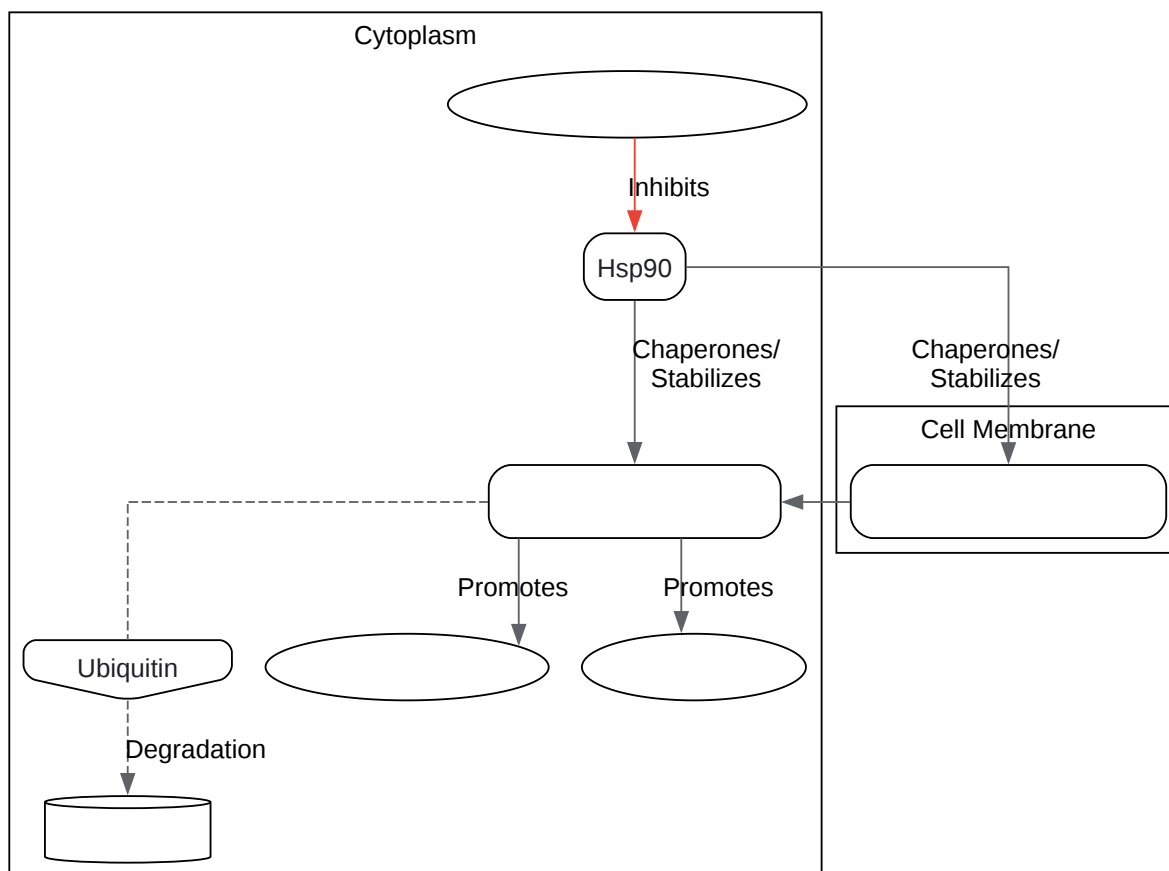 Cytoplasm
Inhibits
Hsp90
Chaperones/
Stabilizes
Chaperones/
Stabilizes
Cell Membrane
Promotes
Promotes
Ubiquitin
Degradation